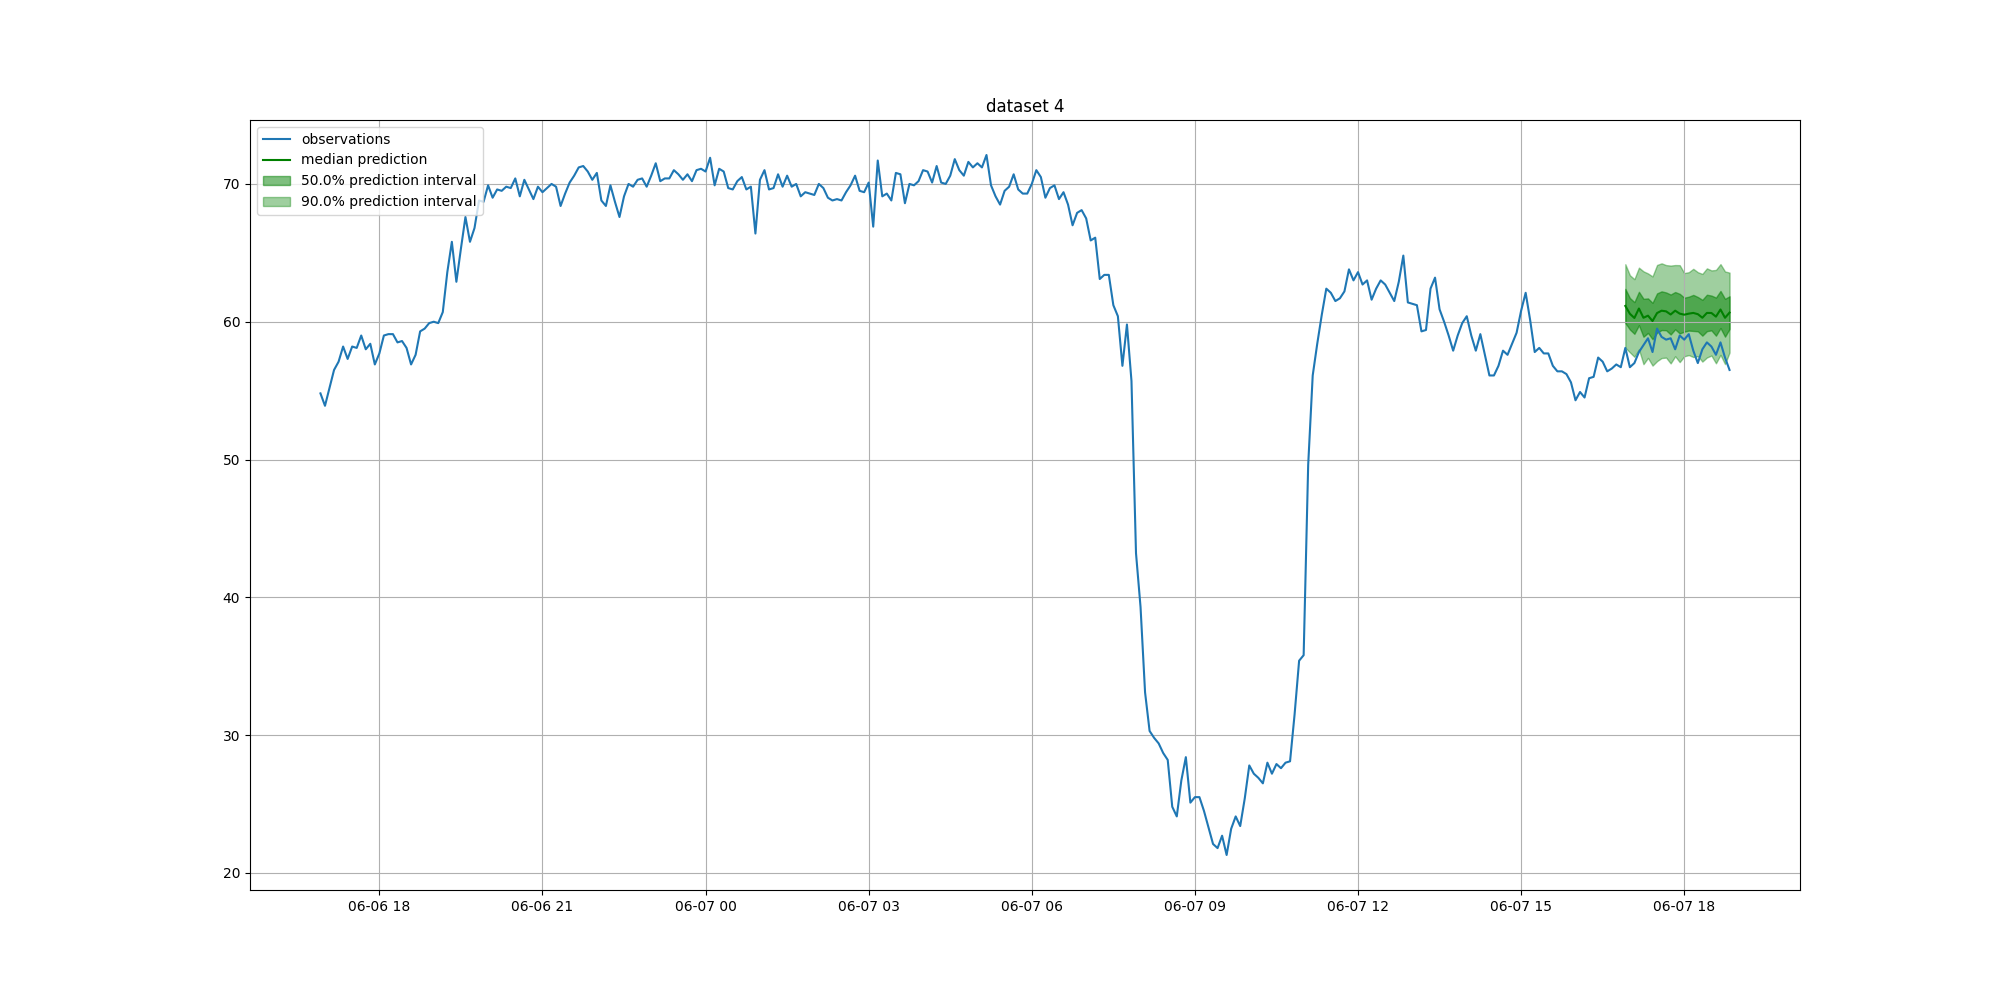 dataset 4
observations
median prediction
50.0% prediction interval
90.0% prediction interval
70
60
50
40
30
20
06-06 18 06-06 21 06-07 00 06-07 03 06-07 06 06-07 09 06-07 12 06-07 15 06-07 18